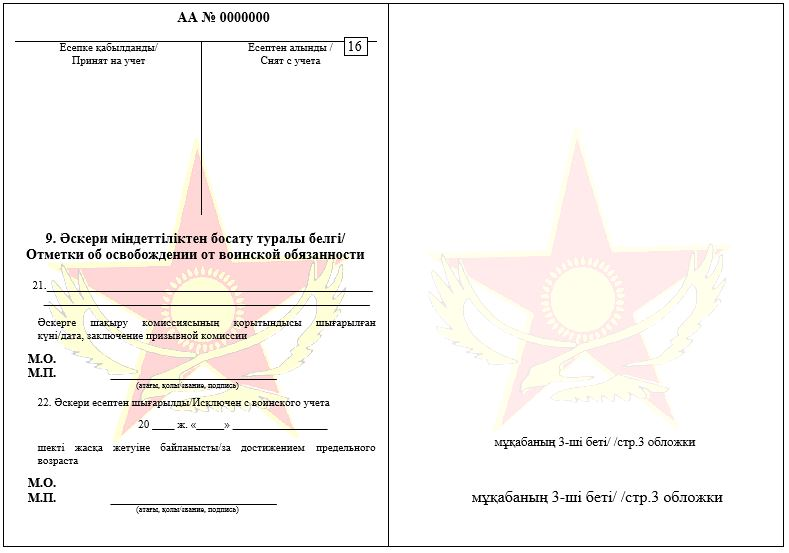 АА № 0000000
16
Есепке қабылданды/
Принят на учет
Есептен алынды /
Снят с учета
9. Әскери міндеттіліктен босату туралы белгі/
Отметки об освобождении от воинской обязанности
21.
Әскерге шақыру комиссиясының қорытындысы шығарылған
күні/дата, заключение призывной комиссии
М.О.
М.П.
(атағы, қолы/звание, подпись)
22. Әскери есептен шығарылды/Исключен с воинского учета
20 ____ ж. «_____» __________________
шекті жасқа жетуіне байланысты/за достижением предельного
возраста
М.О.
М.П.
(атағы, қолы/звание, подпись)
мұқабаның 3-ші беті/ /стр.3 обложки
мұқабаның 3-ші беті/ /стр.3 обложки